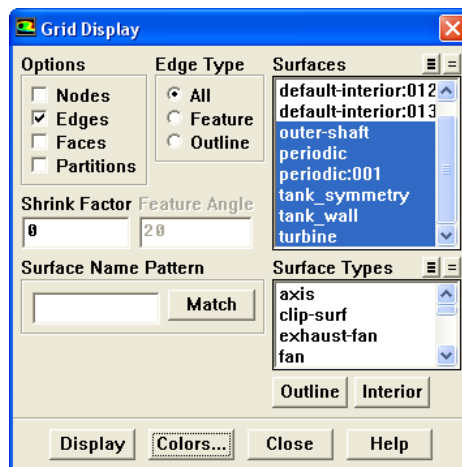 Grid Display
Options
Nodes
Edges
Faces
Partitions
Edge Type
All
Feature
Outline
Surfaces
default-interior:012
default-interior:013
outer-shaft
periodic
periodic:001
tank_symmetry
tank_wall
turbine
Shrink Factor Feature Angle
0 20
Surface Name Pattern
Match
Surface Types
axis
clip-surf
exhaust-fan
fan
Outline Interior
Display Colors... Close Help